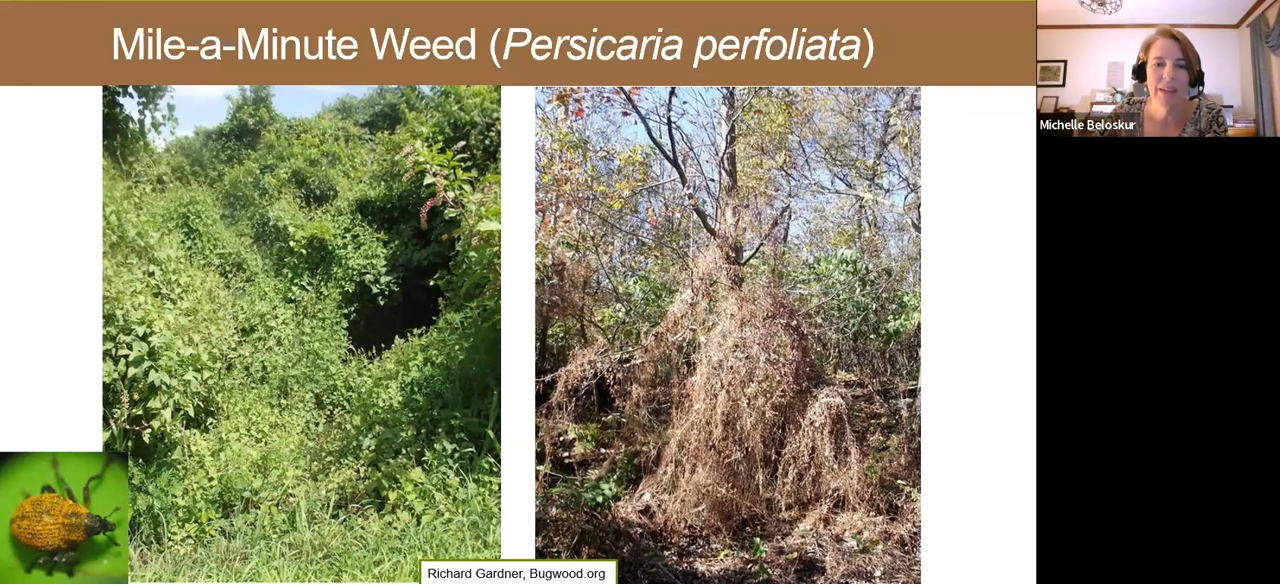 Mile-a-Minute Weed (Persicaria perfoliata)
Michelle Beloskur
Richard Gardner, Bugwood.org